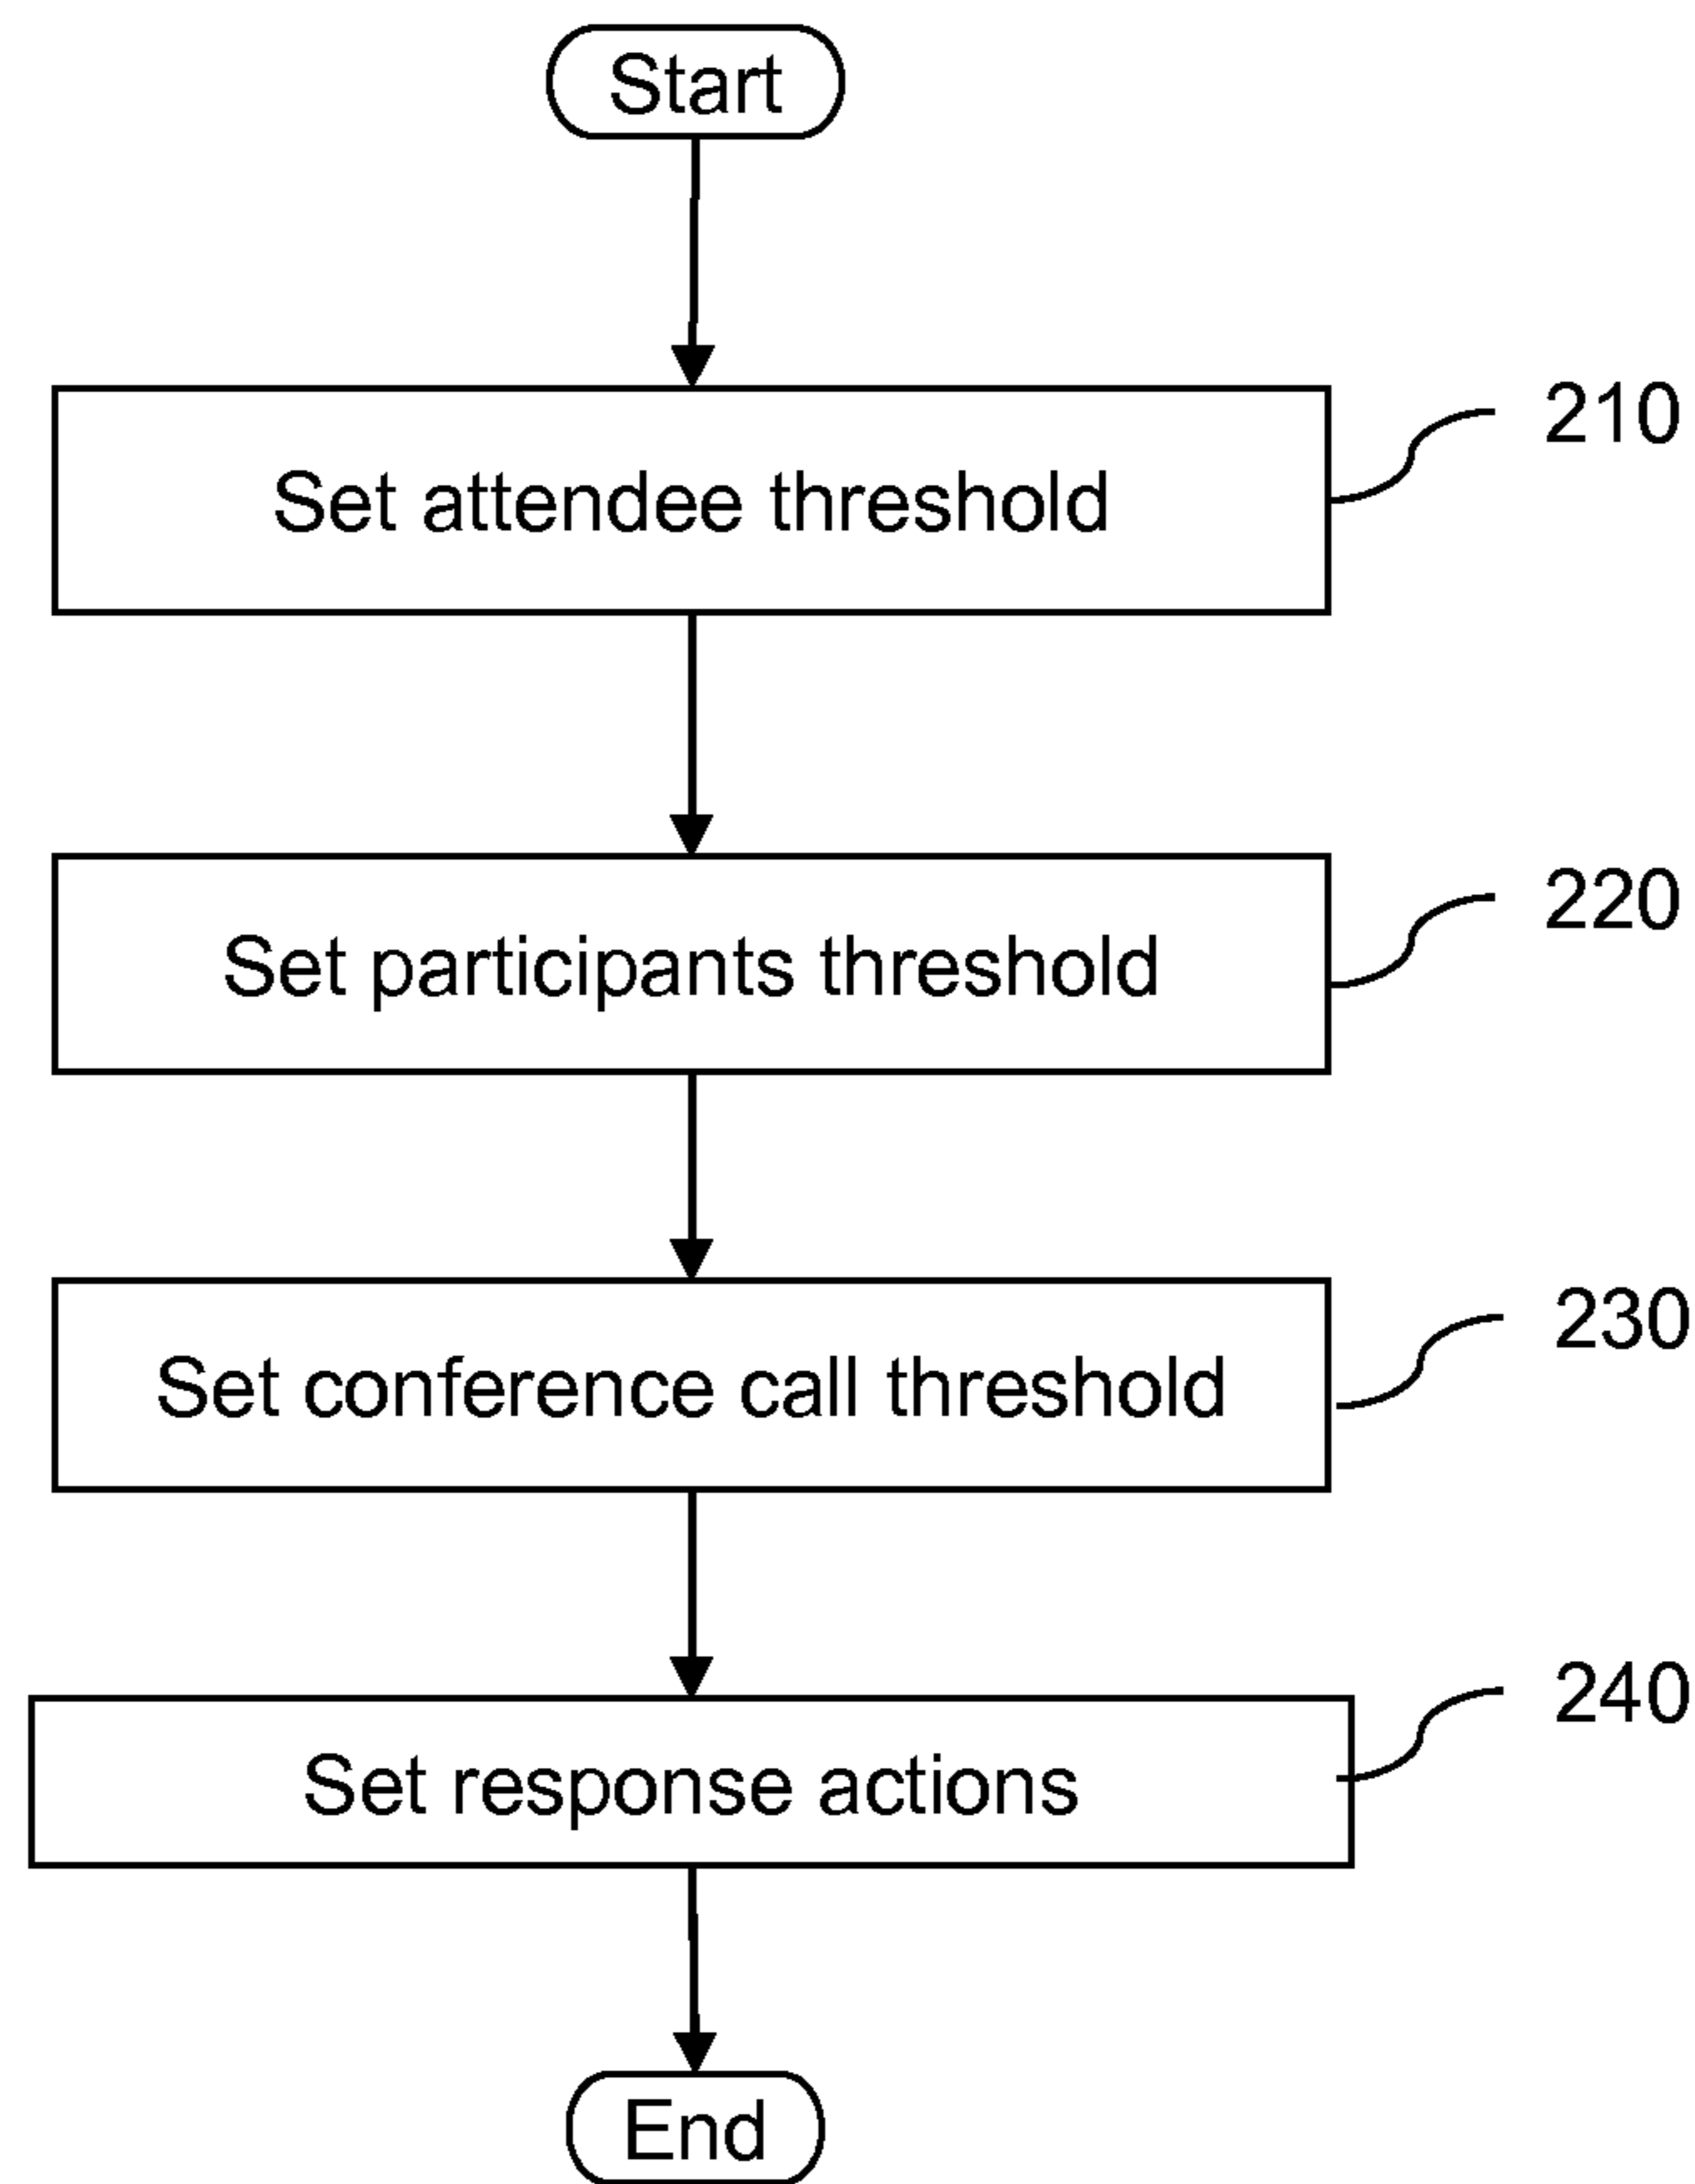 Start
Set attendee threshold
210
Set participants threshold
220
Set conference call threshold
230
Set response actions
240
End